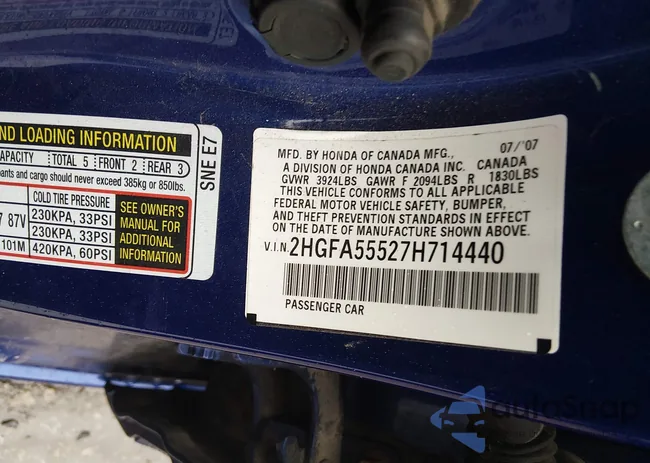 ND LOADING INFORMATION
APACITY TOTAL 5 FRONT 2 REAR 3
pants and cargo should never exceed 385kg or 850lbs.
COLD TIRE PRESSURE
7 87V 230KPA, 33PSI
230KPA, 33PSI
101M 420KPA, 60PSI
SEE OWNER'S
MANUAL FOR
ADDITIONAL
INFORMATION
SNE E7
MFD. BY HONDA OF CANADA MFG., 07/'07
A DIVISION OF HONDA CANADA INC. CANADA
GVWR 3924LBS GAWR F 2094LBS R 1830LBS
THIS VEHICLE CONFORMS TO ALL APPLICABLE
FEDERAL MOTOR VEHICLE SAFETY, BUMPER,
AND THEFT PREVENTION STANDARDS IN EFFECT
ON THE DATE OF MANUFACTURE SHOWN ABOVE.
V.I.N. 2HGFA55527H714440
PASSENGER CAR
autoSnap